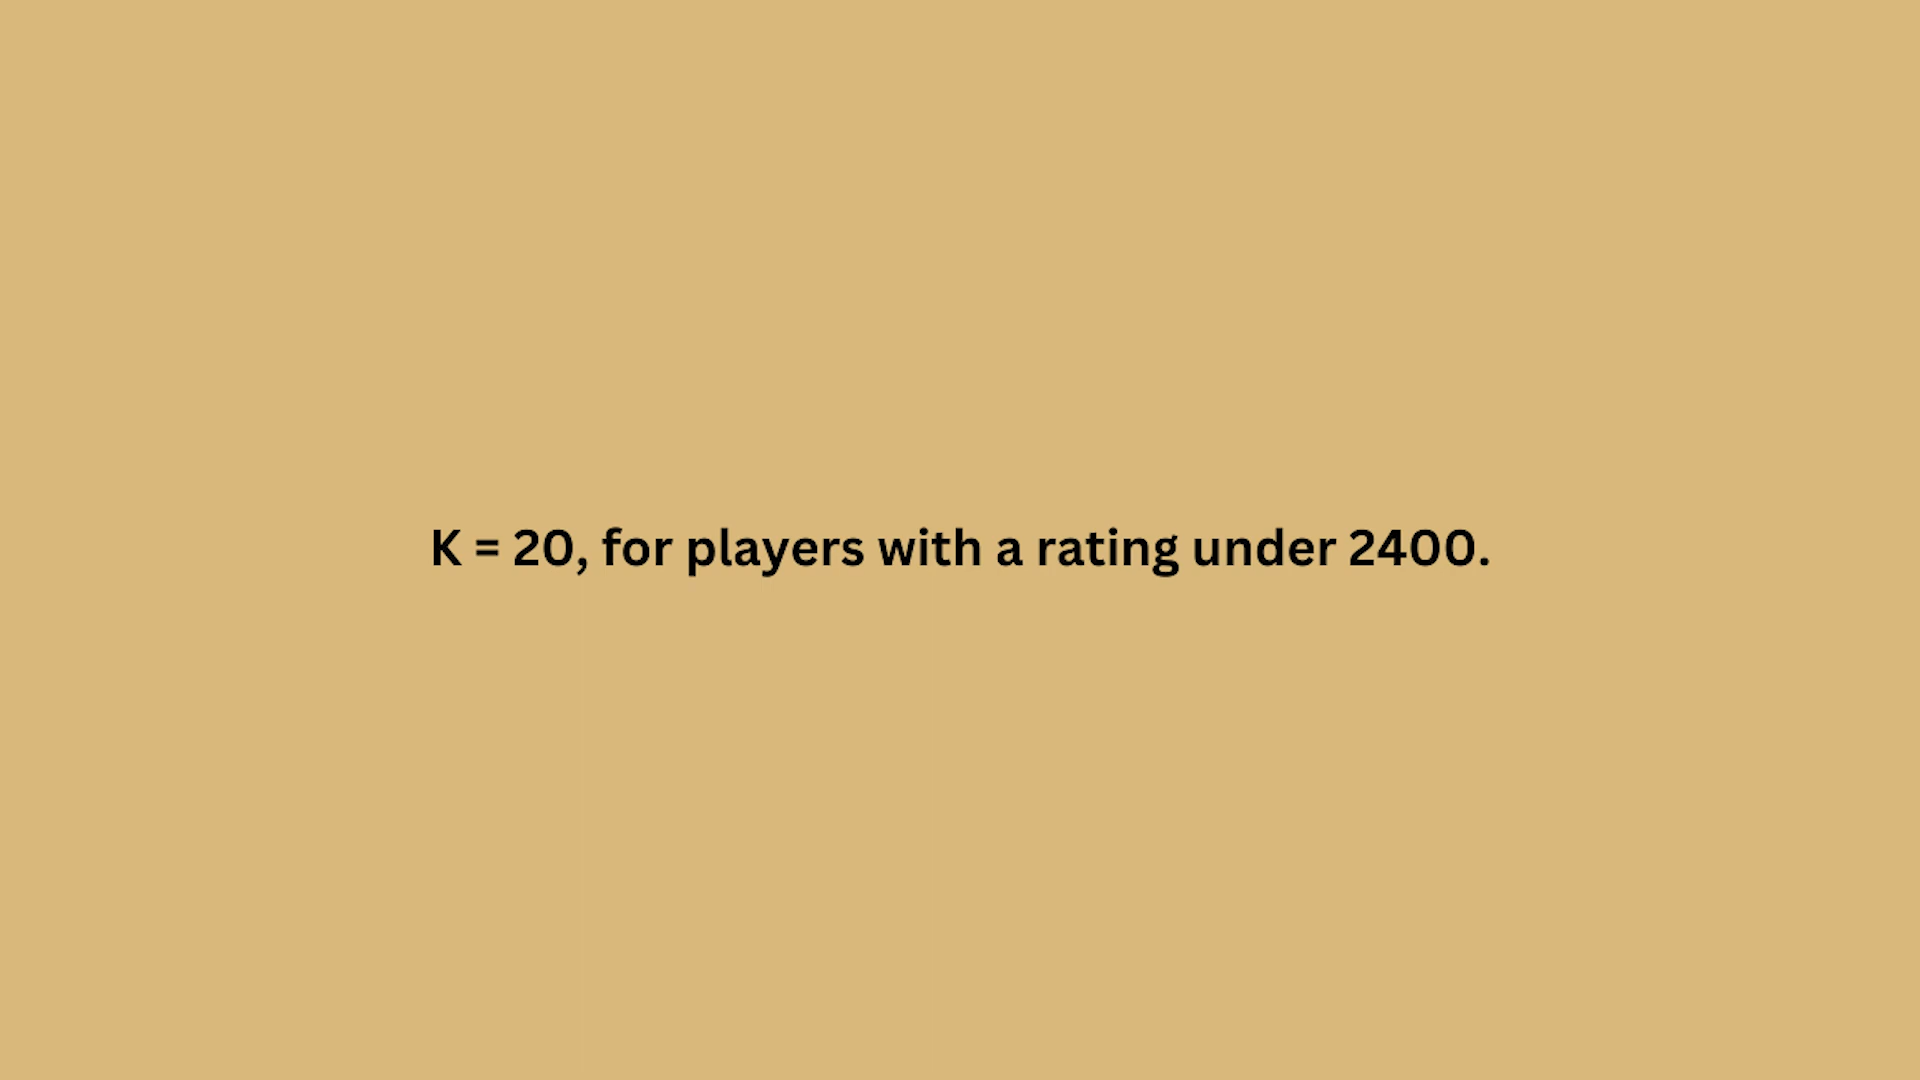 K = 20, for players with a rating under 2400.